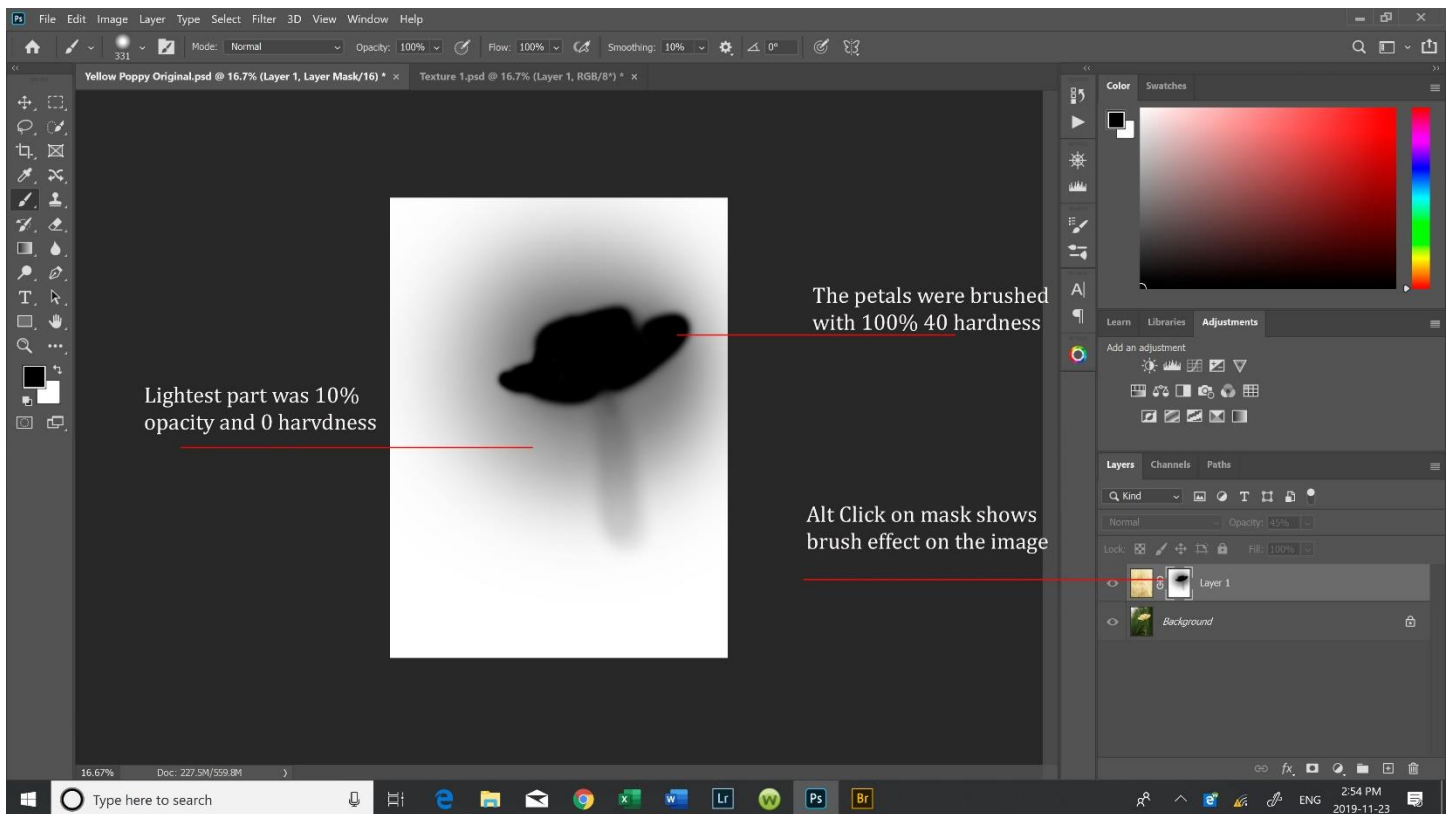 Ps File Edit Image Layer Type Select Filter 3D View Window Help
331 Mode: Normal Opacity: 100% Flow: 100% Smoothing: 10% 0°
Yellow Poppy Original.psd @ 16.7% (Layer 1, Layer Mask/16) * × Texture 1.psd @ 16.7% (Layer 1, RGB/8*) * ×
Color Swatches
The petals were brushed
with 100% 40 hardness
Learn Libraries Adjustments
Add an adjustment
Lightest part was 10%
opacity and 0 harvdness
Layers Channels Paths
Kind
Normal Opacity: 45%
Lock: Fill: 100%
Alt Click on mask shows
brush effect on the image
Layer 1
Background
16.67% Doc: 227.5M/559.8M
Type here to search
Lr Ps Br
ENG 2:54 PM
2019-11-23